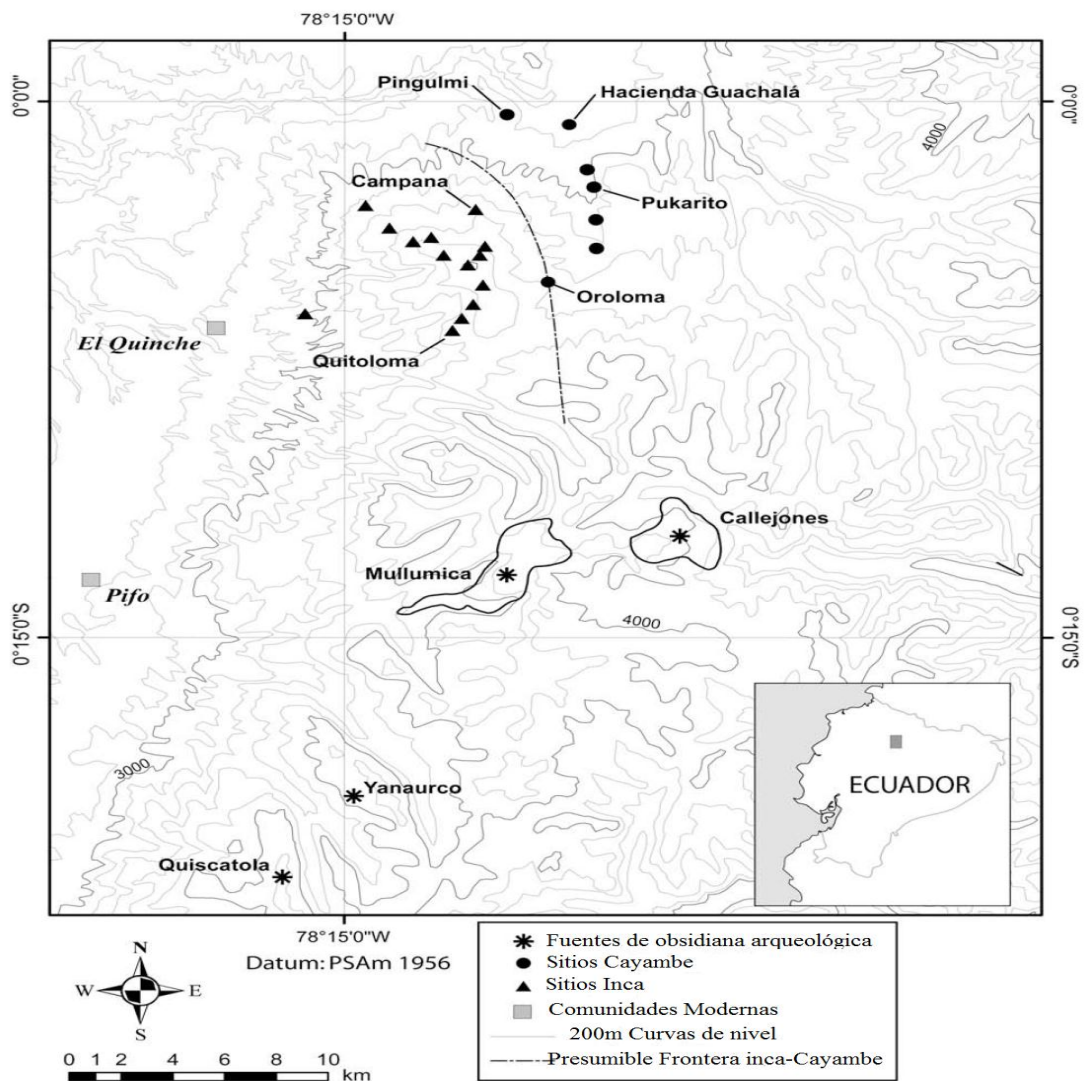 78°15'0"W
Pingulmi
Hacienda Guachalá
0°0'0"
0°0'0"
4000
Campana
Pukarito
Oroloma
El Quinche
Quitoloma
Callejones
Mullumica
Pifo
4000
0°15'0"S
0°15'0"S
3000
Yanaurco
ECUADOR
Quiscatola
78°15'0"W
Datum: PSAm 1956
N
W E
S
0 1 2 4 6 8 10
km
Fuentes de obsidiana arqueológica
Sitios Cayambe
Sitios Inca
Comunidades Modernas
200m Curvas de nivel
Presumible Frontera inca-Cayambe